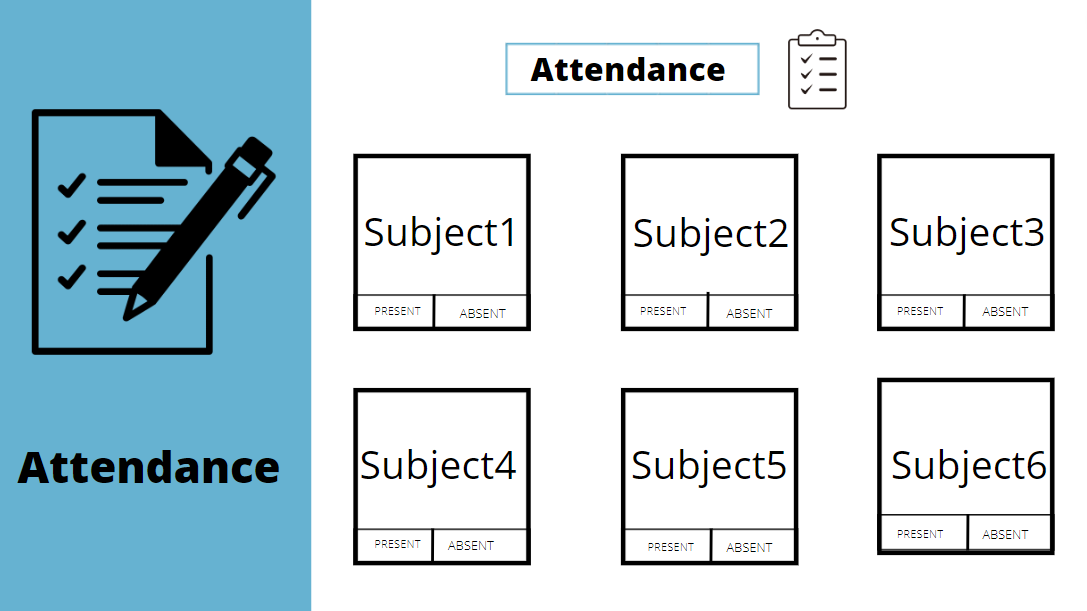 Attendance
Attendance
Subject1
PRESENT ABSENT
Subject2
PRESENT ABSENT
Subject3
PRESENT ABSENT
Subject4
PRESENT ABSENT
Subject5
PRESENT ABSENT
Subject6
PRESENT ABSENT